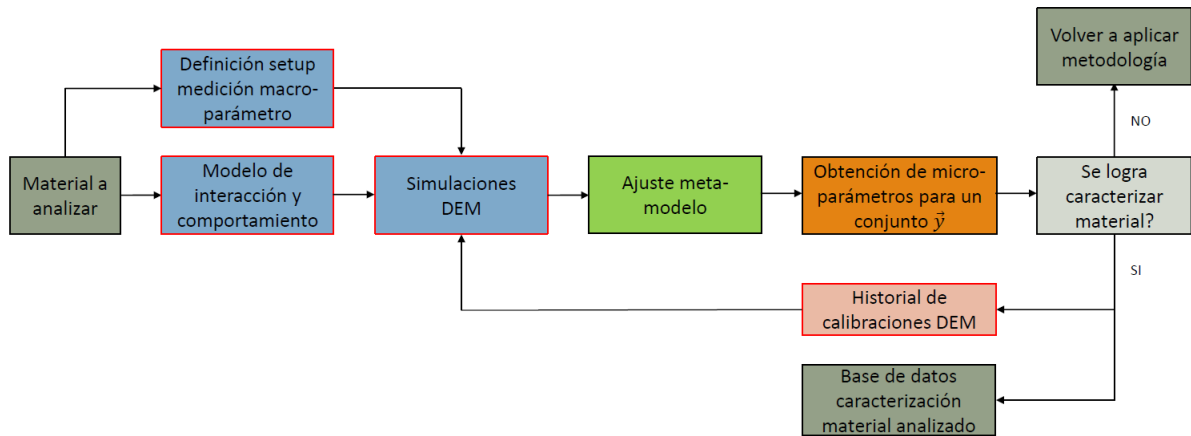 Volver a aplicar
metodología
Definición setup
medición macro-
parámetro
NO
Material a
analizar
Modelo de
interacción y
comportamiento
Simulaciones
DEM
Ajuste meta-
modelo
Obtención de micro-
parámetros para un
conjunto $\vec{y}$
Se logra
caracterizar
material?
SI
Historial de
calibraciones DEM
Base de datos
caracterización
material analizado